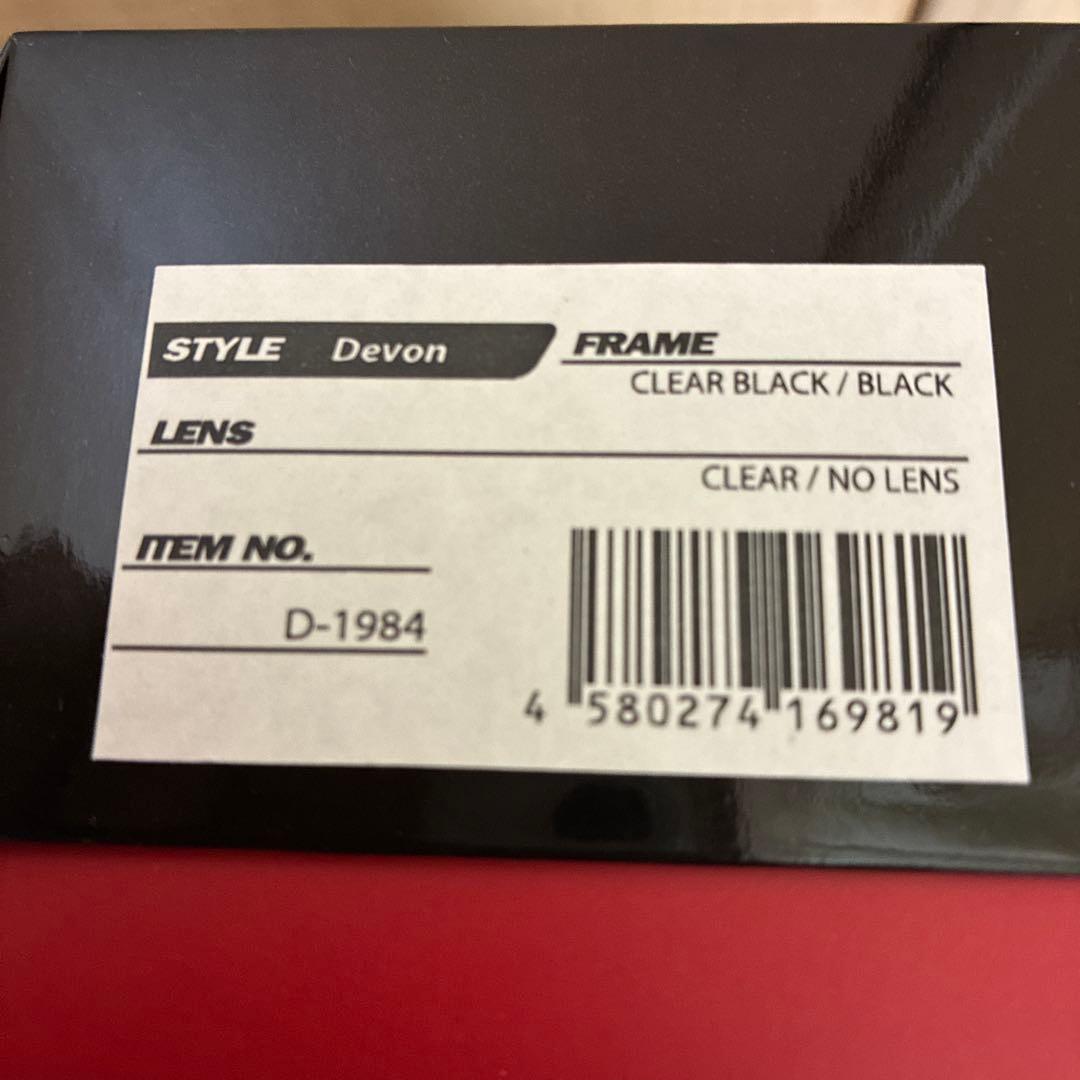 STYLE Devon
FRAME
CLEAR BLACK / BLACK
LENS
CLEAR / NO LENS
ITEM NO.
D-1984
4 580274 169819